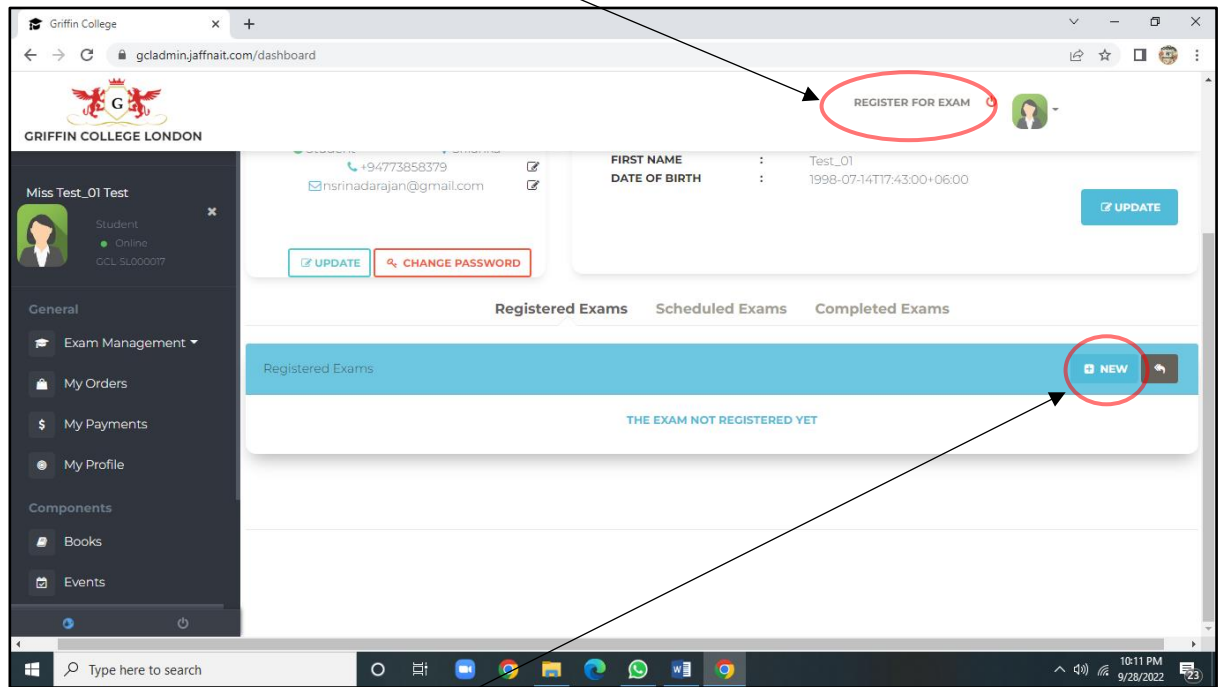 Griffin College
gcladmin.jaffnait.com/dashboard
G
GRIFFIN COLLEGE LONDON
REGISTER FOR EXAM
Miss Test_01 Test
Student
Online
GCL SL000017
General
Exam Management
My Orders
My Payments
My Profile
Components
Books
Events
+94773858379
nsrinadarajan@gmail.com
UPDATE
CHANGE PASSWORD
FIRST NAME : Test_01
DATE OF BIRTH : 1998-07-14T17:43:00+06:00
UPDATE
Registered Exams Scheduled Exams Completed Exams
Registered Exams
NEW
THE EXAM NOT REGISTERED YET
Type here to search
10:11 PM
9/28/2022
23